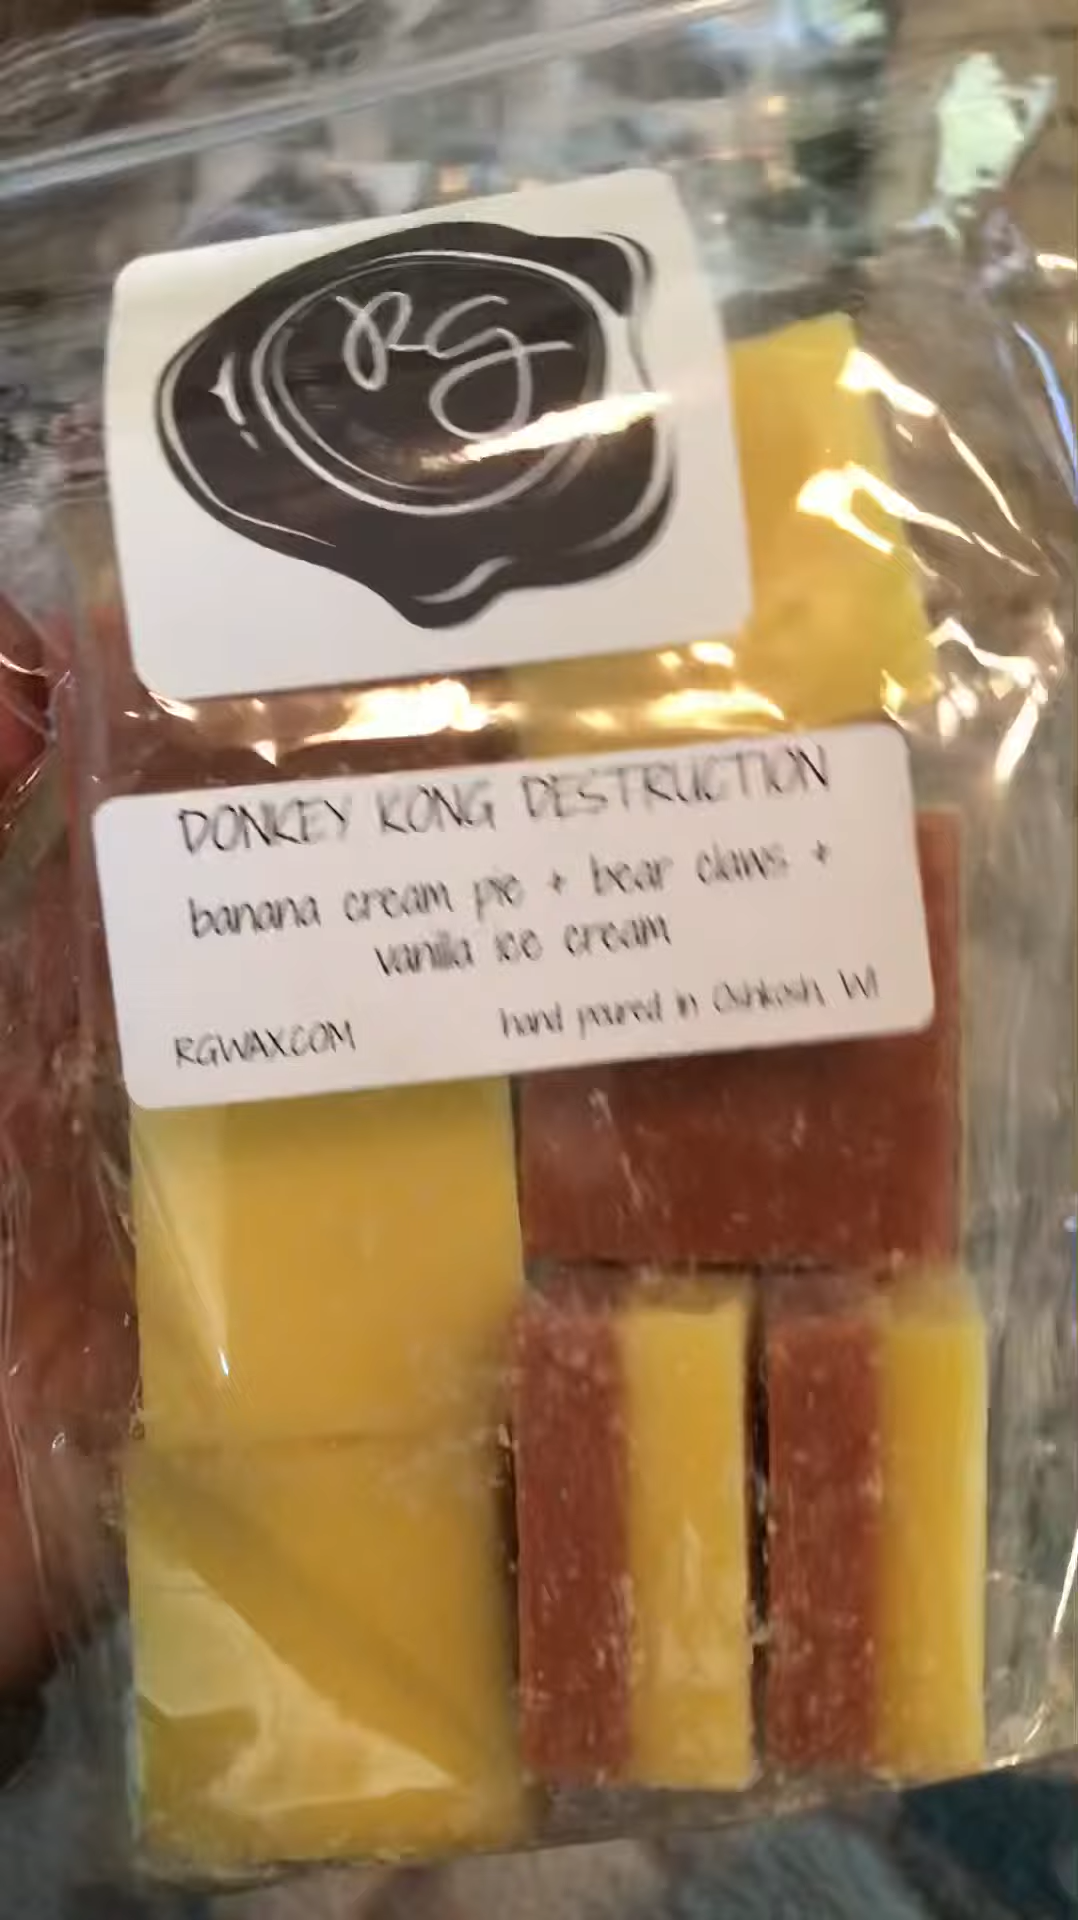 RG
DONKEY KONG DESTRUCTION
banana cream pie + bear claws +
vanilla ice cream
RGWAX.COM
hand poured in Oshkosh, WI